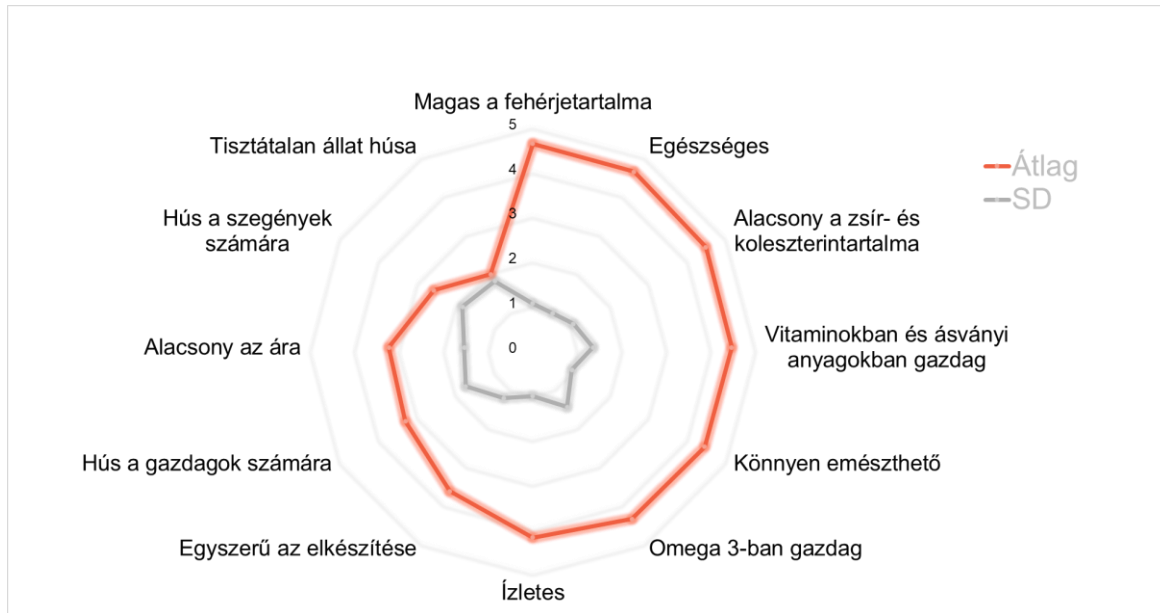 Magas a fehérjetartalma
Egészséges
Alacsony a zsír- és
koleszterintartalma
Vitaminokban és ásványi
anyagokban gazdag
Könnyen emészthető
Omega 3-ban gazdag
Ízletes
Egyszerű az elkészítése
Hús a gazdagok számára
Alacsony az ára
Hús a szegények
számára
Tisztátalan állat húsa
5
4
3
2
1
0
Átlag
SD